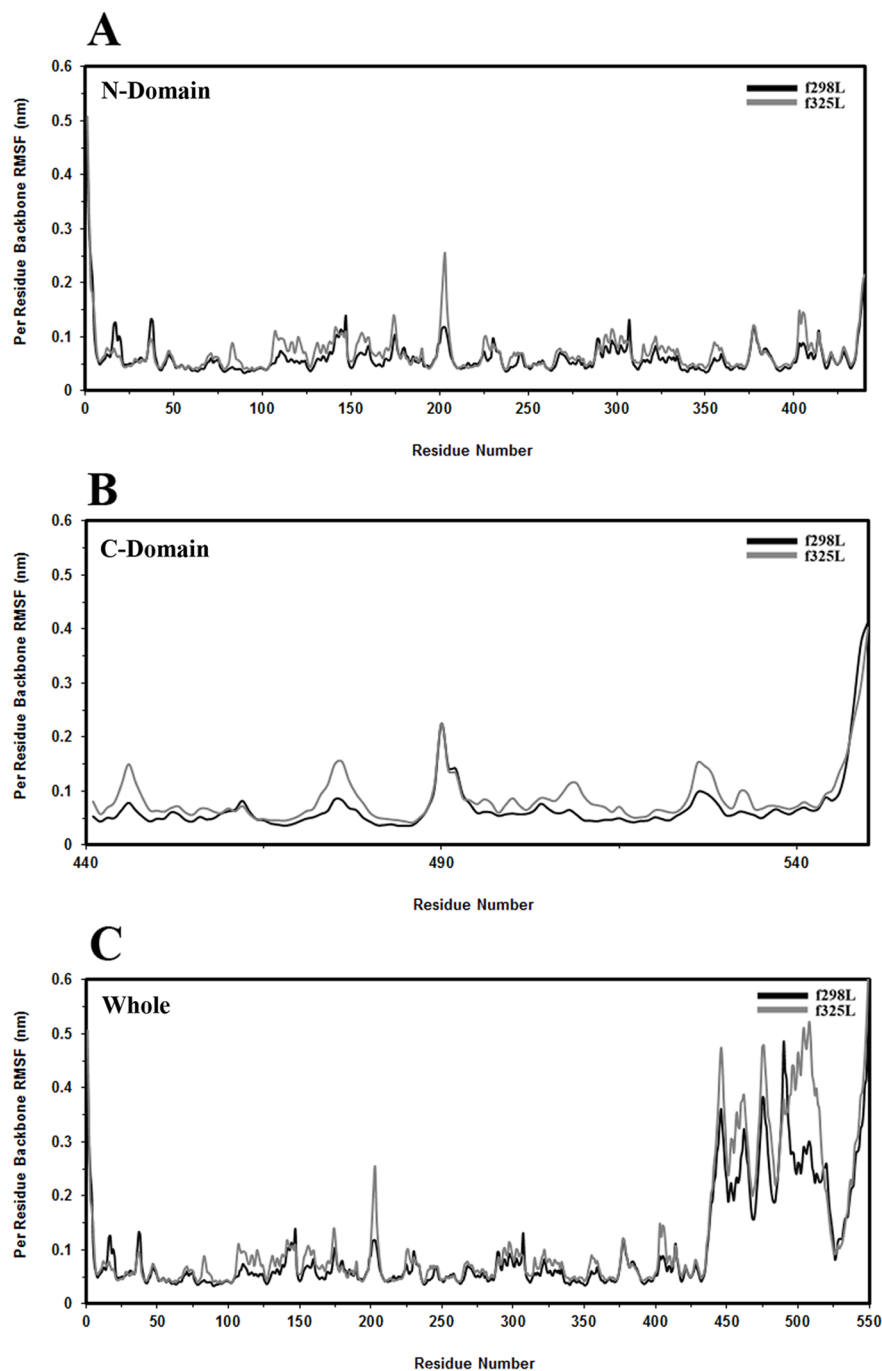 A
N-Domain
f298L
f325L
Per Residue Backbone RMSF (nm)
0.6
0.5
0.4
0.3
0.2
0.1
0
0 50 100 150 200 250 300 350 400
Residue Number
B
C-Domain
f298L
f325L
Per Residue Backbone RMSF (nm)
0.6
0.5
0.4
0.3
0.2
0.1
0
440 490 540
Residue Number
C
Whole
f298L
f325L
Per Residue Backbone RMSF (nm)
0.6
0.5
0.4
0.3
0.2
0.1
0
0 50 100 150 200 250 300 350 400 450 500 550
Residue Number